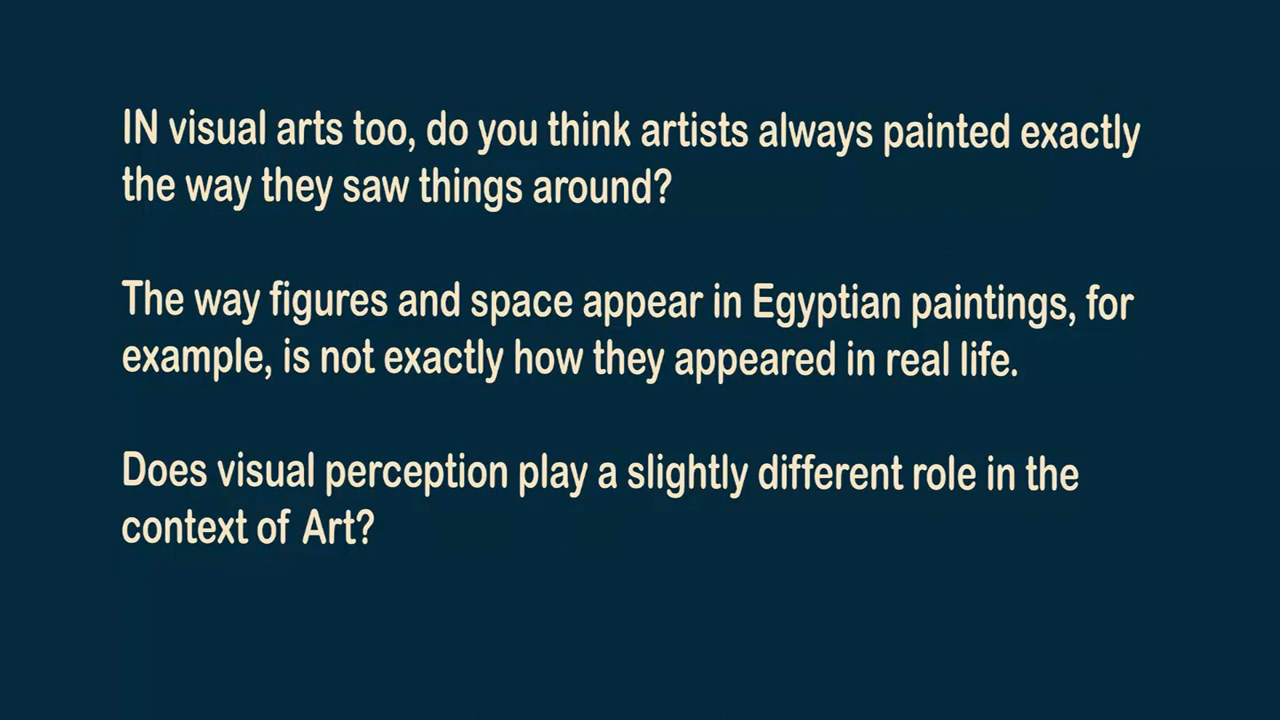 IN visual arts too, do you think artists always painted exactly
the way they saw things around?
The way figures and space appear in Egyptian paintings, for
example, is not exactly how they appeared in real life.
Does visual perception play a slightly different role in the
context of Art?